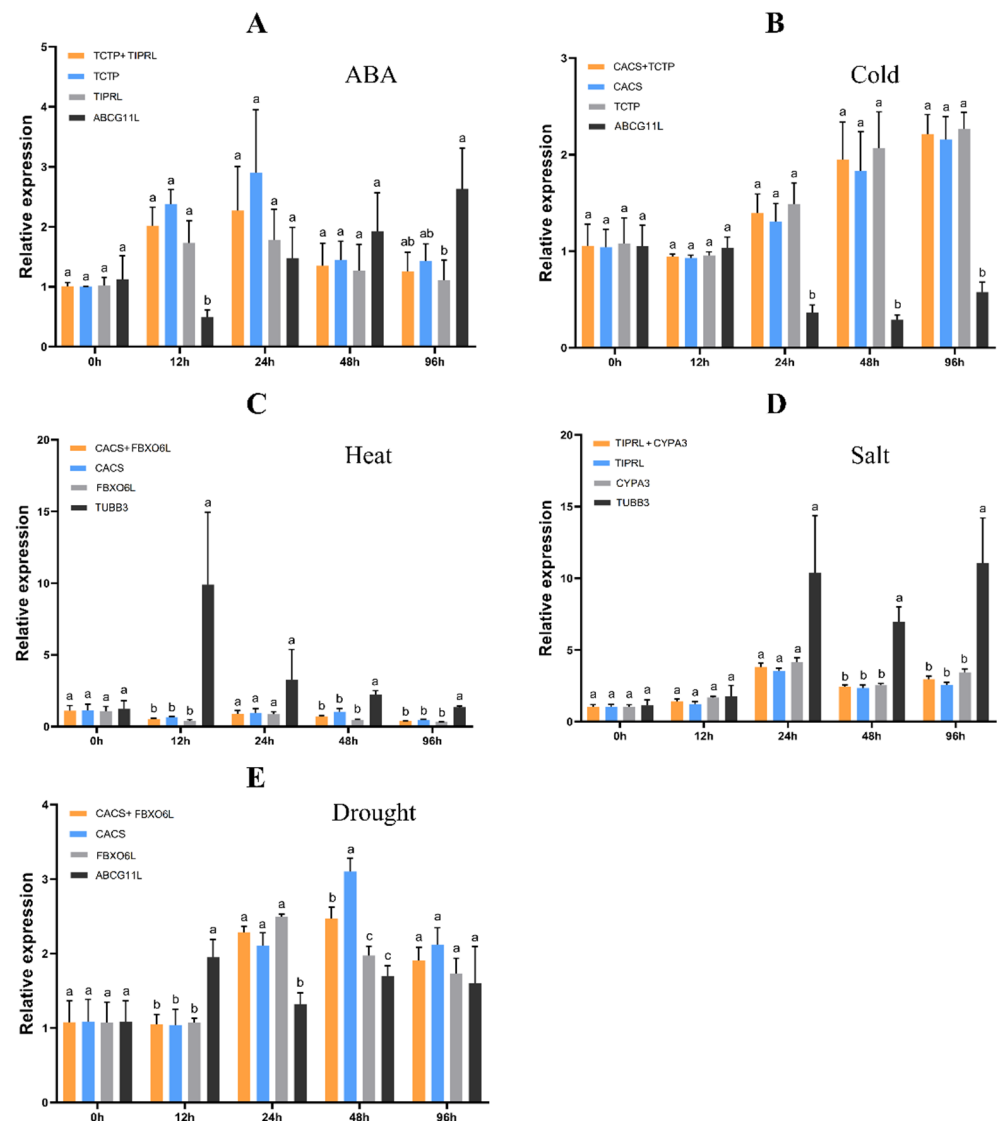 A
TCTP+ TIPRL
TCTP
TIPRL
ABCG11L
ABA
Relative expression
5
4
3
2
1
0
a a a a
a a a b
a a a a
a a a a
ab ab b a
0h 12h 24h 48h 96h
B
CACS+TCTP
CACS
TCTP
ABCG11L
Cold
Relative expression
3
2
1
0
a a a a
a a a a
a a a b
a a a b
a a a b
0h 12h 24h 48h 96h
C
CACS+ FBXO6L
CACS
FBXO6L
TUBB3
Heat
Relative expression
20
15
10
5
0
a a a a
b b b a
a a a a
b b b a
b b b a
0h 12h 24h 48h 96h
D
TIPRL + CYPA3
TIPRL
CYPA3
TUBB3
Salt
Relative expression
20
15
10
5
0
a a a a
a a a a
a a a a
b b b a
b b b a
0h 12h 24h 48h 96h
E
CACS+ FBXO6L
CACS
FBXO6L
ABCG11L
Drought
Relative expression
4
3
2
1
0
a a a a
b b b a
a a a b
b a c c
a a a a
0h 12h 24h 48h 96h